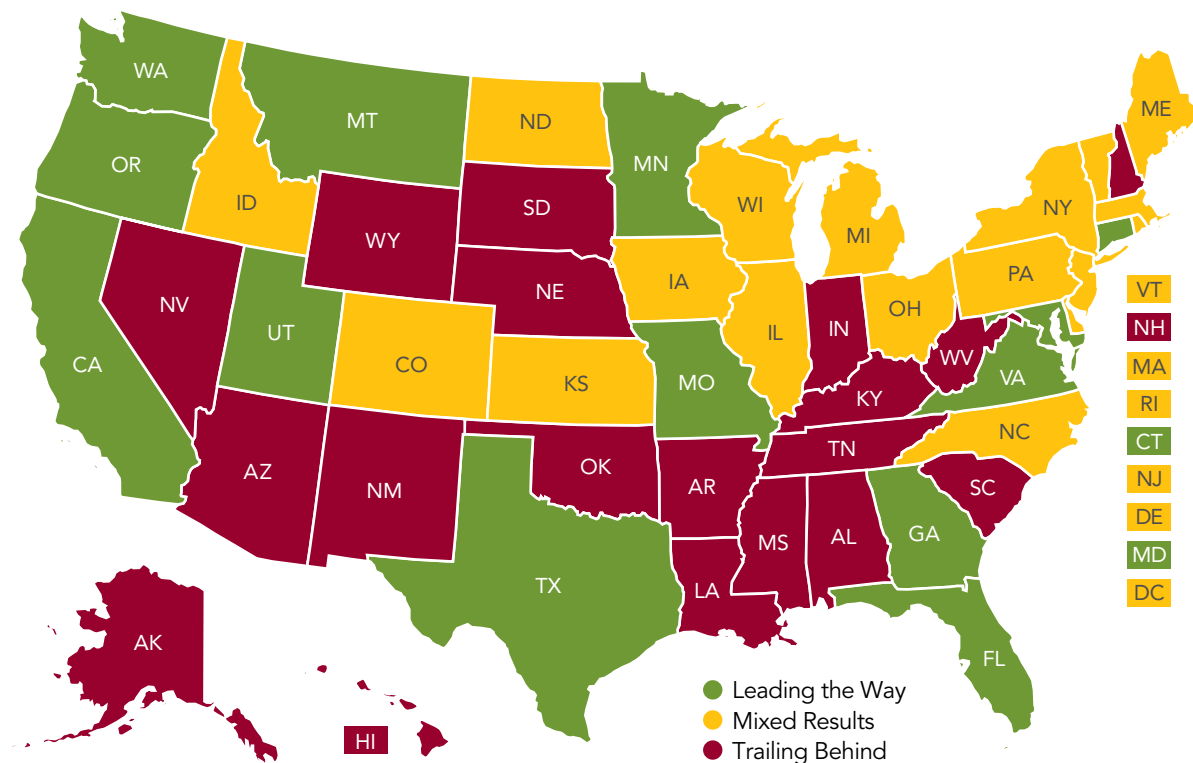 WA
MT
ND
MN
ME
OR
ID
SD
WI
NY
MI
WY
PA
IA
NE
VT
NV
OH
IL
IN
NH
UT
WV
CA
CO
VA
MA
KS
MO
KY
RI
NC
CT
TN
OK
AZ
NM
AR
SC
NJ
DE
GA
MS
AL
MD
TX
LA
DC
AK
FL
HI
Leading the Way
Mixed Results
Trailing Behind